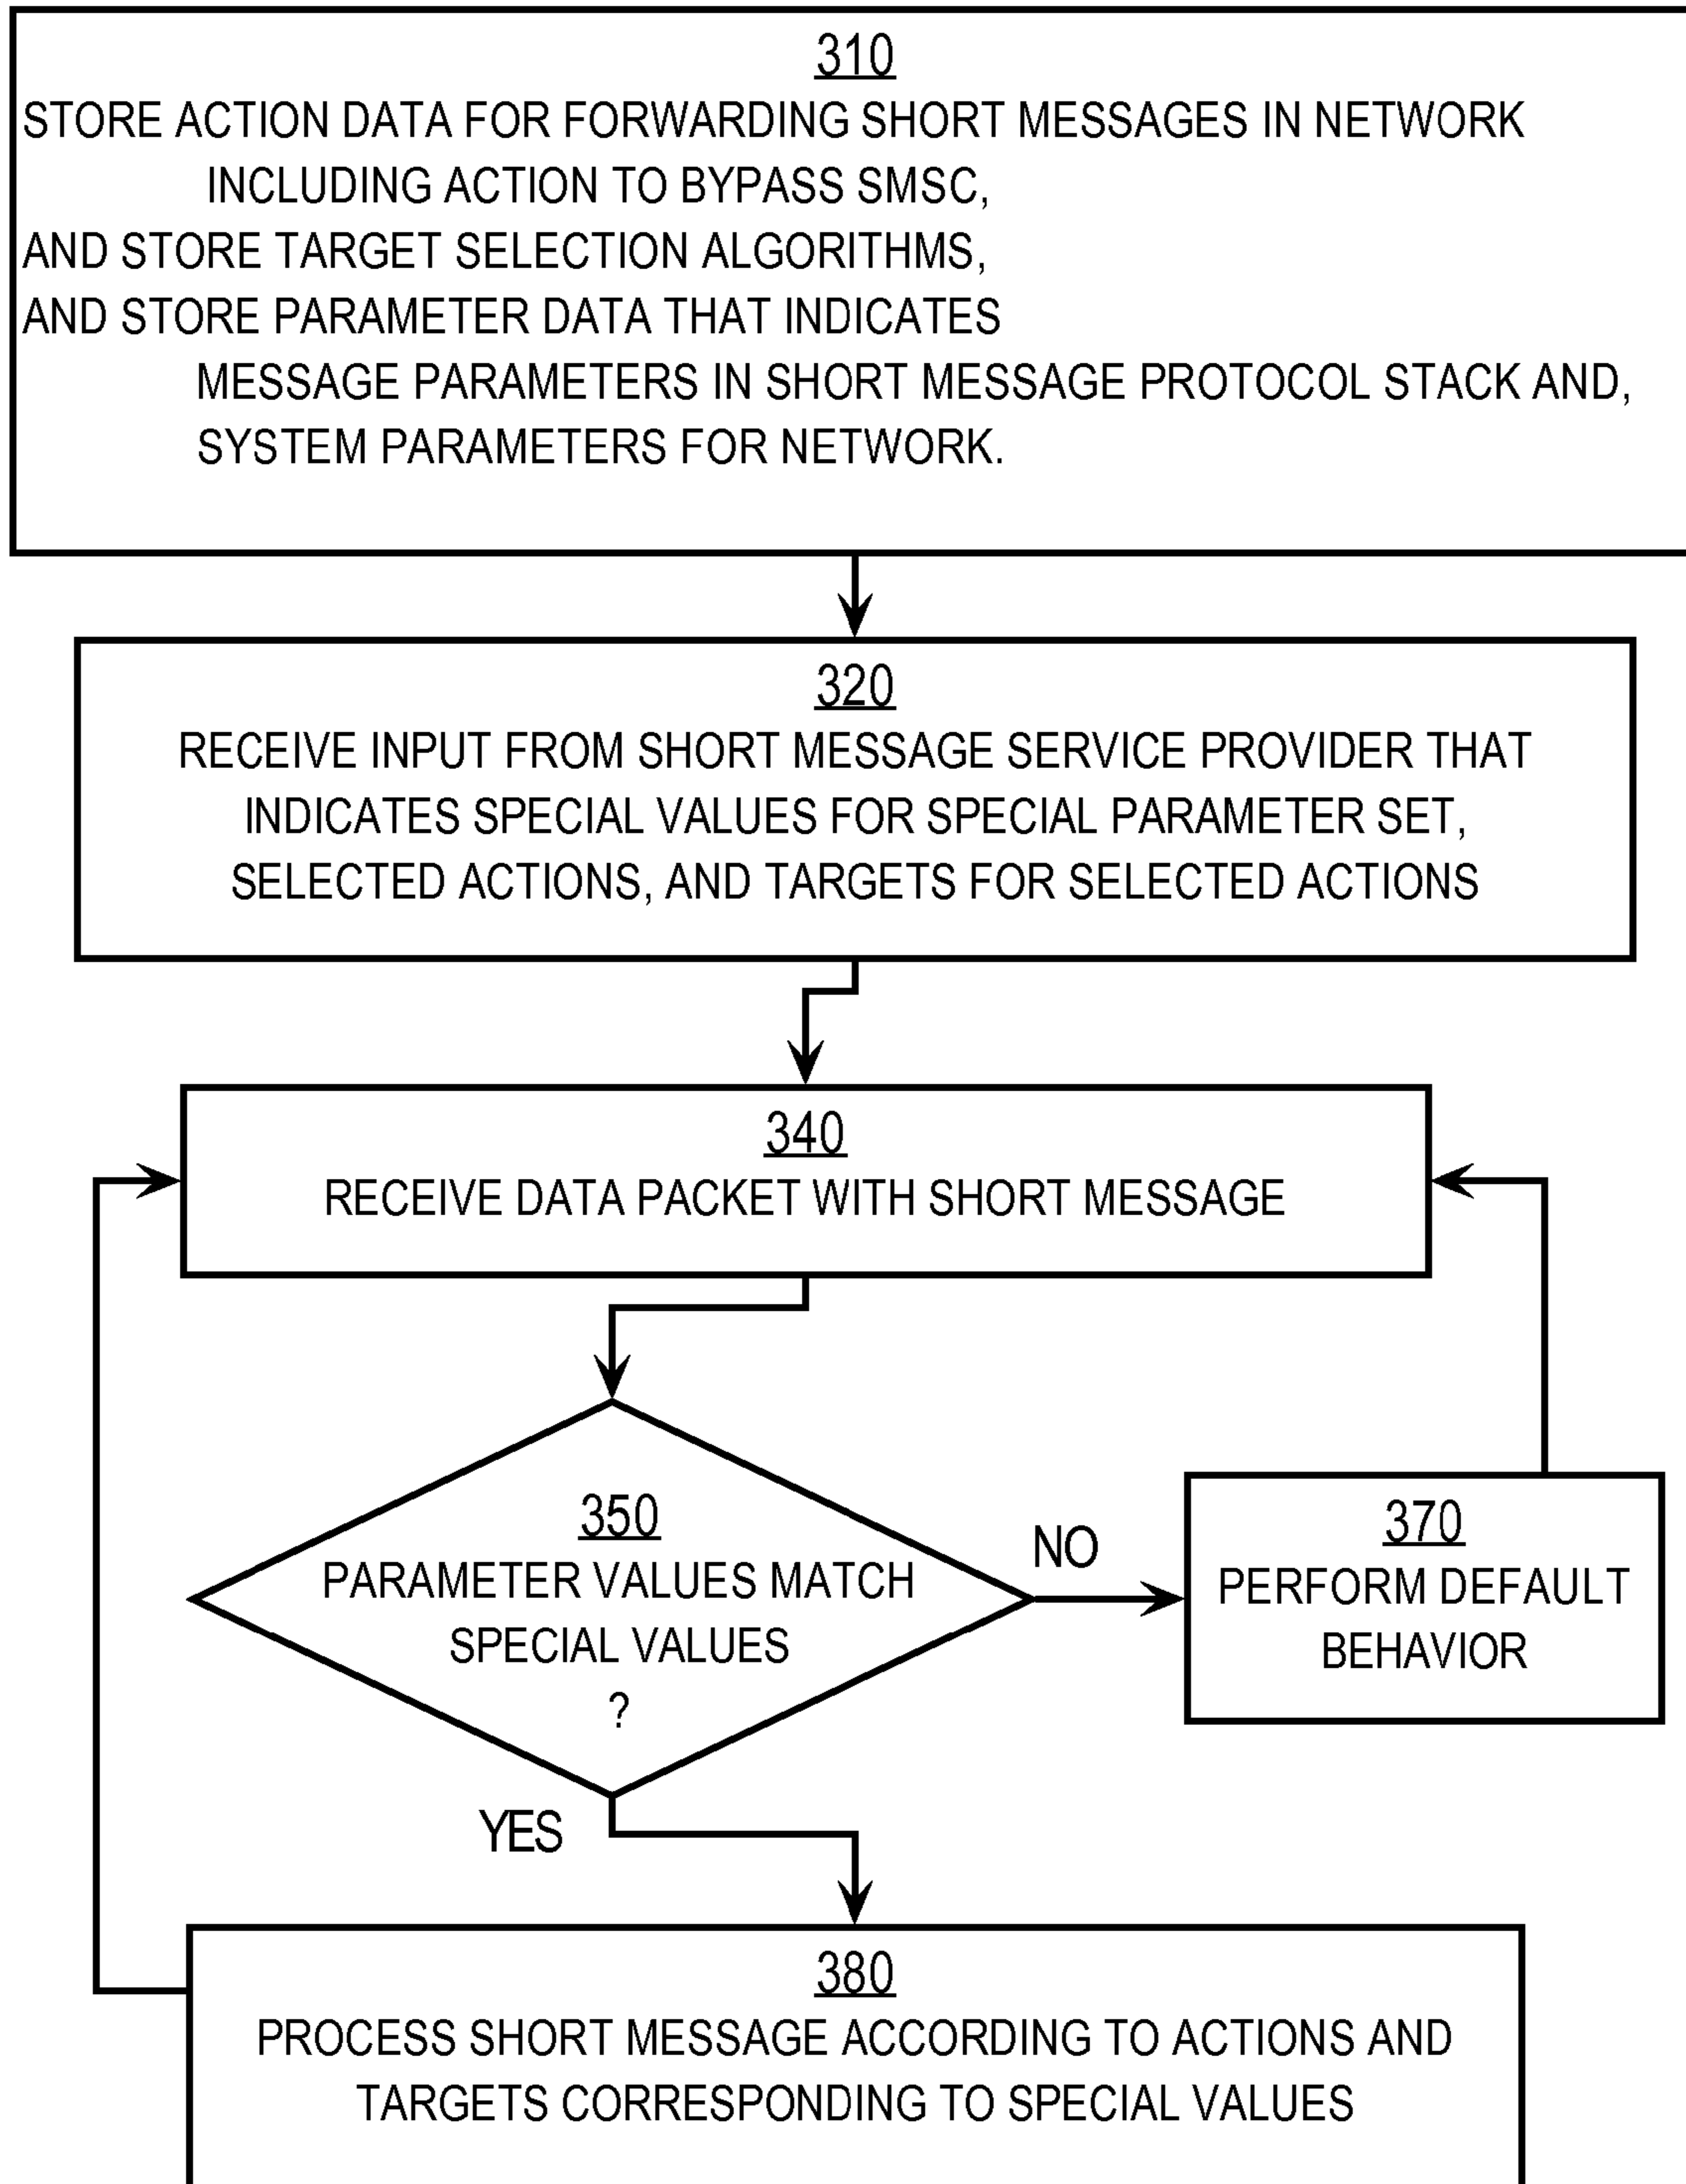 310
STORE ACTION DATA FOR FORWARDING SHORT MESSAGES IN NETWORK
INCLUDING ACTION TO BYPASS SMSC,
AND STORE TARGET SELECTION ALGORITHMS,
AND STORE PARAMETER DATA THAT INDICATES
MESSAGE PARAMETERS IN SHORT MESSAGE PROTOCOL STACK AND,
SYSTEM PARAMETERS FOR NETWORK.
320
RECEIVE INPUT FROM SHORT MESSAGE SERVICE PROVIDER THAT
INDICATES SPECIAL VALUES FOR SPECIAL PARAMETER SET,
SELECTED ACTIONS, AND TARGETS FOR SELECTED ACTIONS
340
RECEIVE DATA PACKET WITH SHORT MESSAGE
350
PARAMETER VALUES MATCH
SPECIAL VALUES
?
NO
370
PERFORM DEFAULT
BEHAVIOR
YES
380
PROCESS SHORT MESSAGE ACCORDING TO ACTIONS AND
TARGETS CORRESPONDING TO SPECIAL VALUES